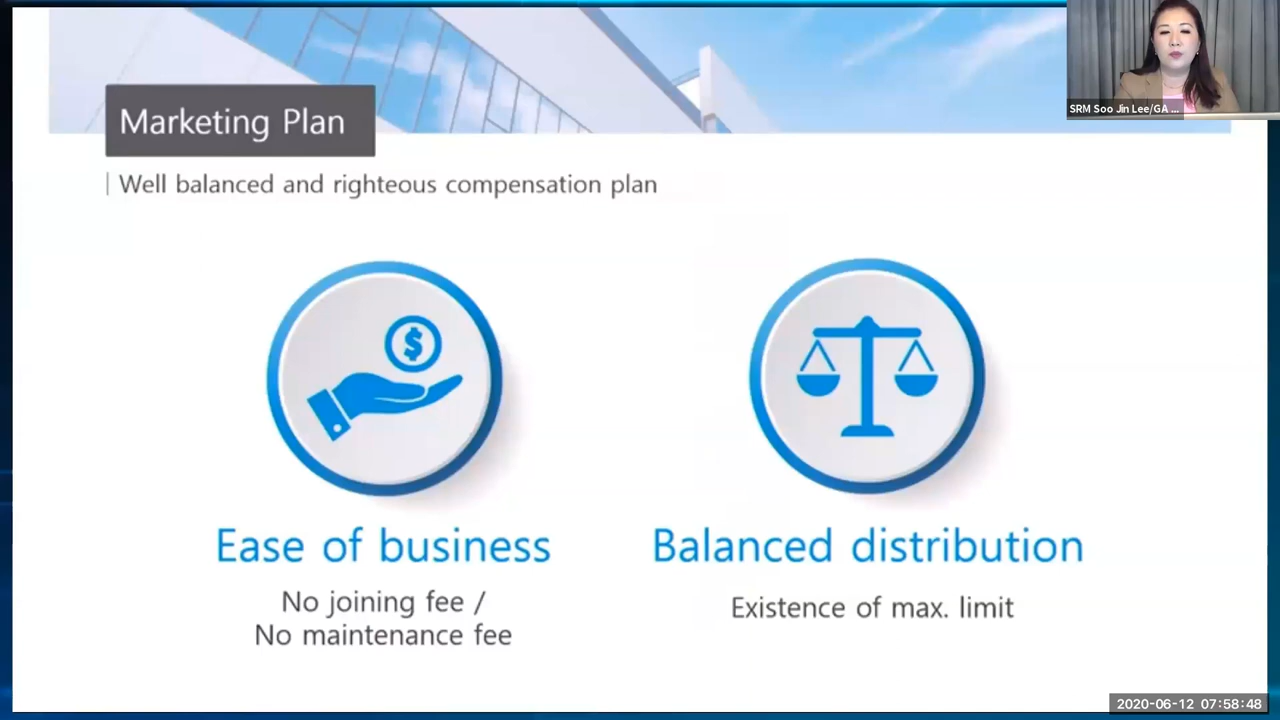 SRM Soo Jin Lee/GA ...
Marketing Plan
Well balanced and righteous compensation plan
$
Ease of business
No joining fee /
No maintenance fee
Balanced distribution
Existence of max. limit
2020-06-12 07:58:48